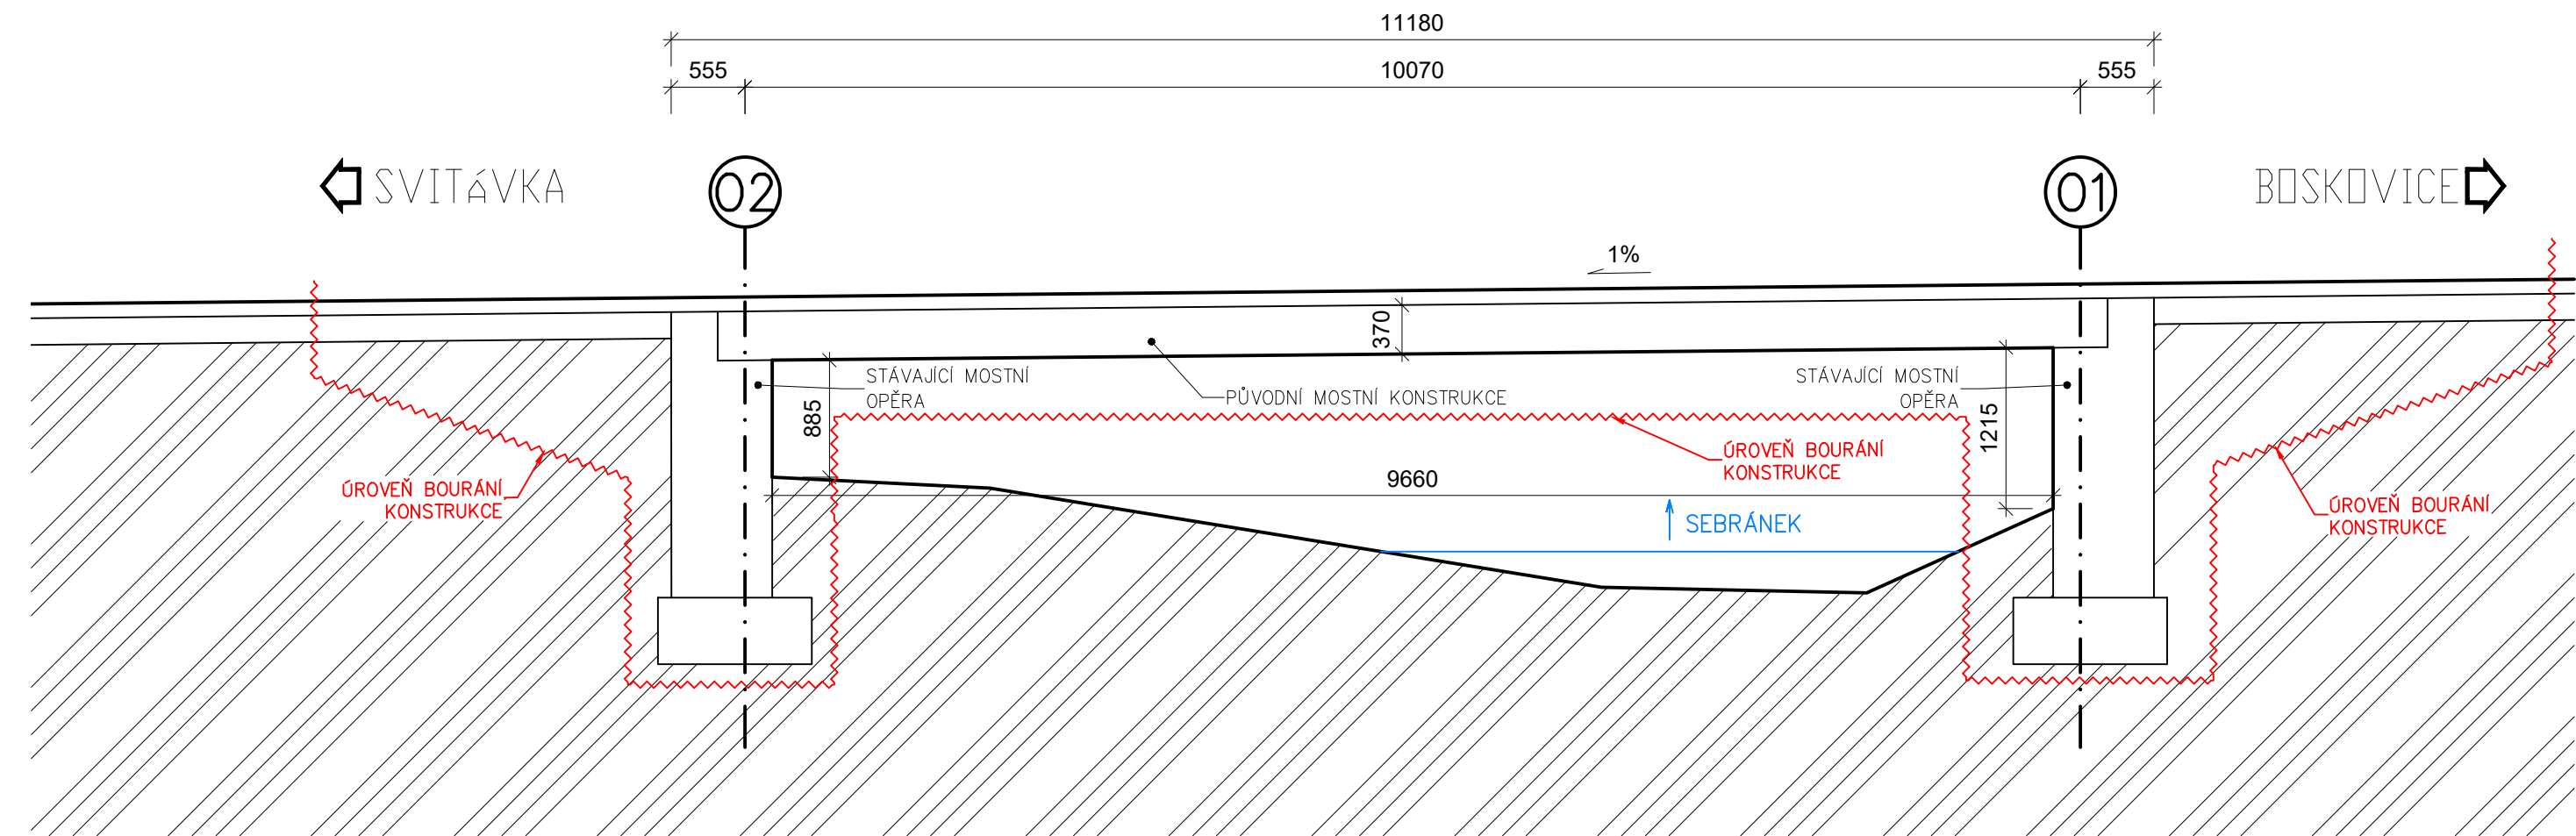 11180
555
10070
555
SVITÁVKA
02
01
BOSKOVICE
1%
370
STÁVAJÍCÍ MOSTNÍ
OPĚRA
PŮVODNÍ MOSTNÍ KONSTRUKCE
STÁVAJÍCÍ MOSTNÍ
OPĚRA
885
1215
ÚROVEŇ BOURÁNÍ
KONSTRUKCE
9660
ÚROVEŇ BOURÁNÍ
KONSTRUKCE
SEBRÁNEK
ÚROVEŇ BOURÁNÍ
KONSTRUKCE